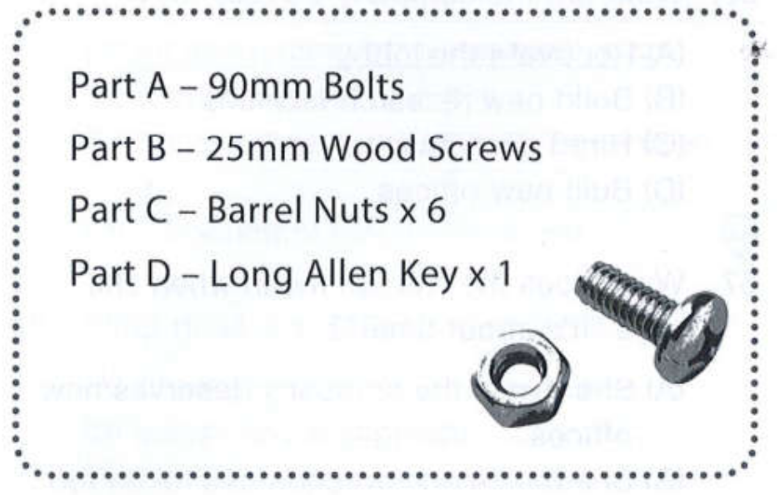 Part A – 90mm Bolts
Part B – 25mm Wood Screws
Part C – Barrel Nuts x 6
Part D – Long Allen Key x 1